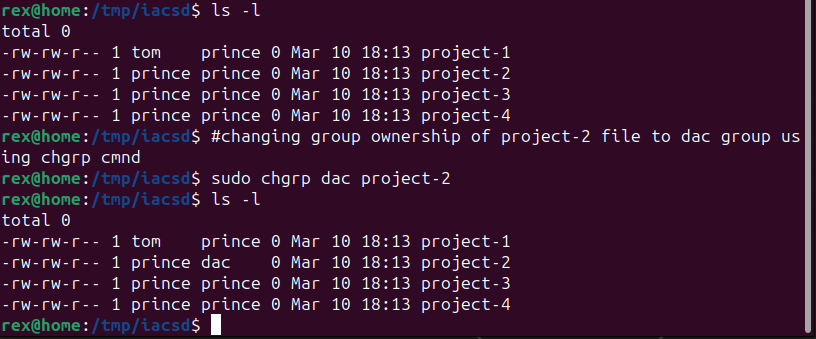 rex@home:/tmp/iacsd$ ls -l
total 0
-rw-rw-r-- 1 tom    prince 0 Mar 10 18:13 project-1
-rw-rw-r-- 1 prince prince 0 Mar 10 18:13 project-2
-rw-rw-r-- 1 prince prince 0 Mar 10 18:13 project-3
-rw-rw-r-- 1 prince prince 0 Mar 10 18:13 project-4
rex@home:/tmp/iacsd$ #changing group ownership of project-2 file to dac group us
ing chgrp cmnd
rex@home:/tmp/iacsd$ sudo chgrp dac project-2
rex@home:/tmp/iacsd$ ls -l
total 0
-rw-rw-r-- 1 tom    prince 0 Mar 10 18:13 project-1
-rw-rw-r-- 1 prince dac    0 Mar 10 18:13 project-2
-rw-rw-r-- 1 prince prince 0 Mar 10 18:13 project-3
-rw-rw-r-- 1 prince prince 0 Mar 10 18:13 project-4
rex@home:/tmp/iacsd$